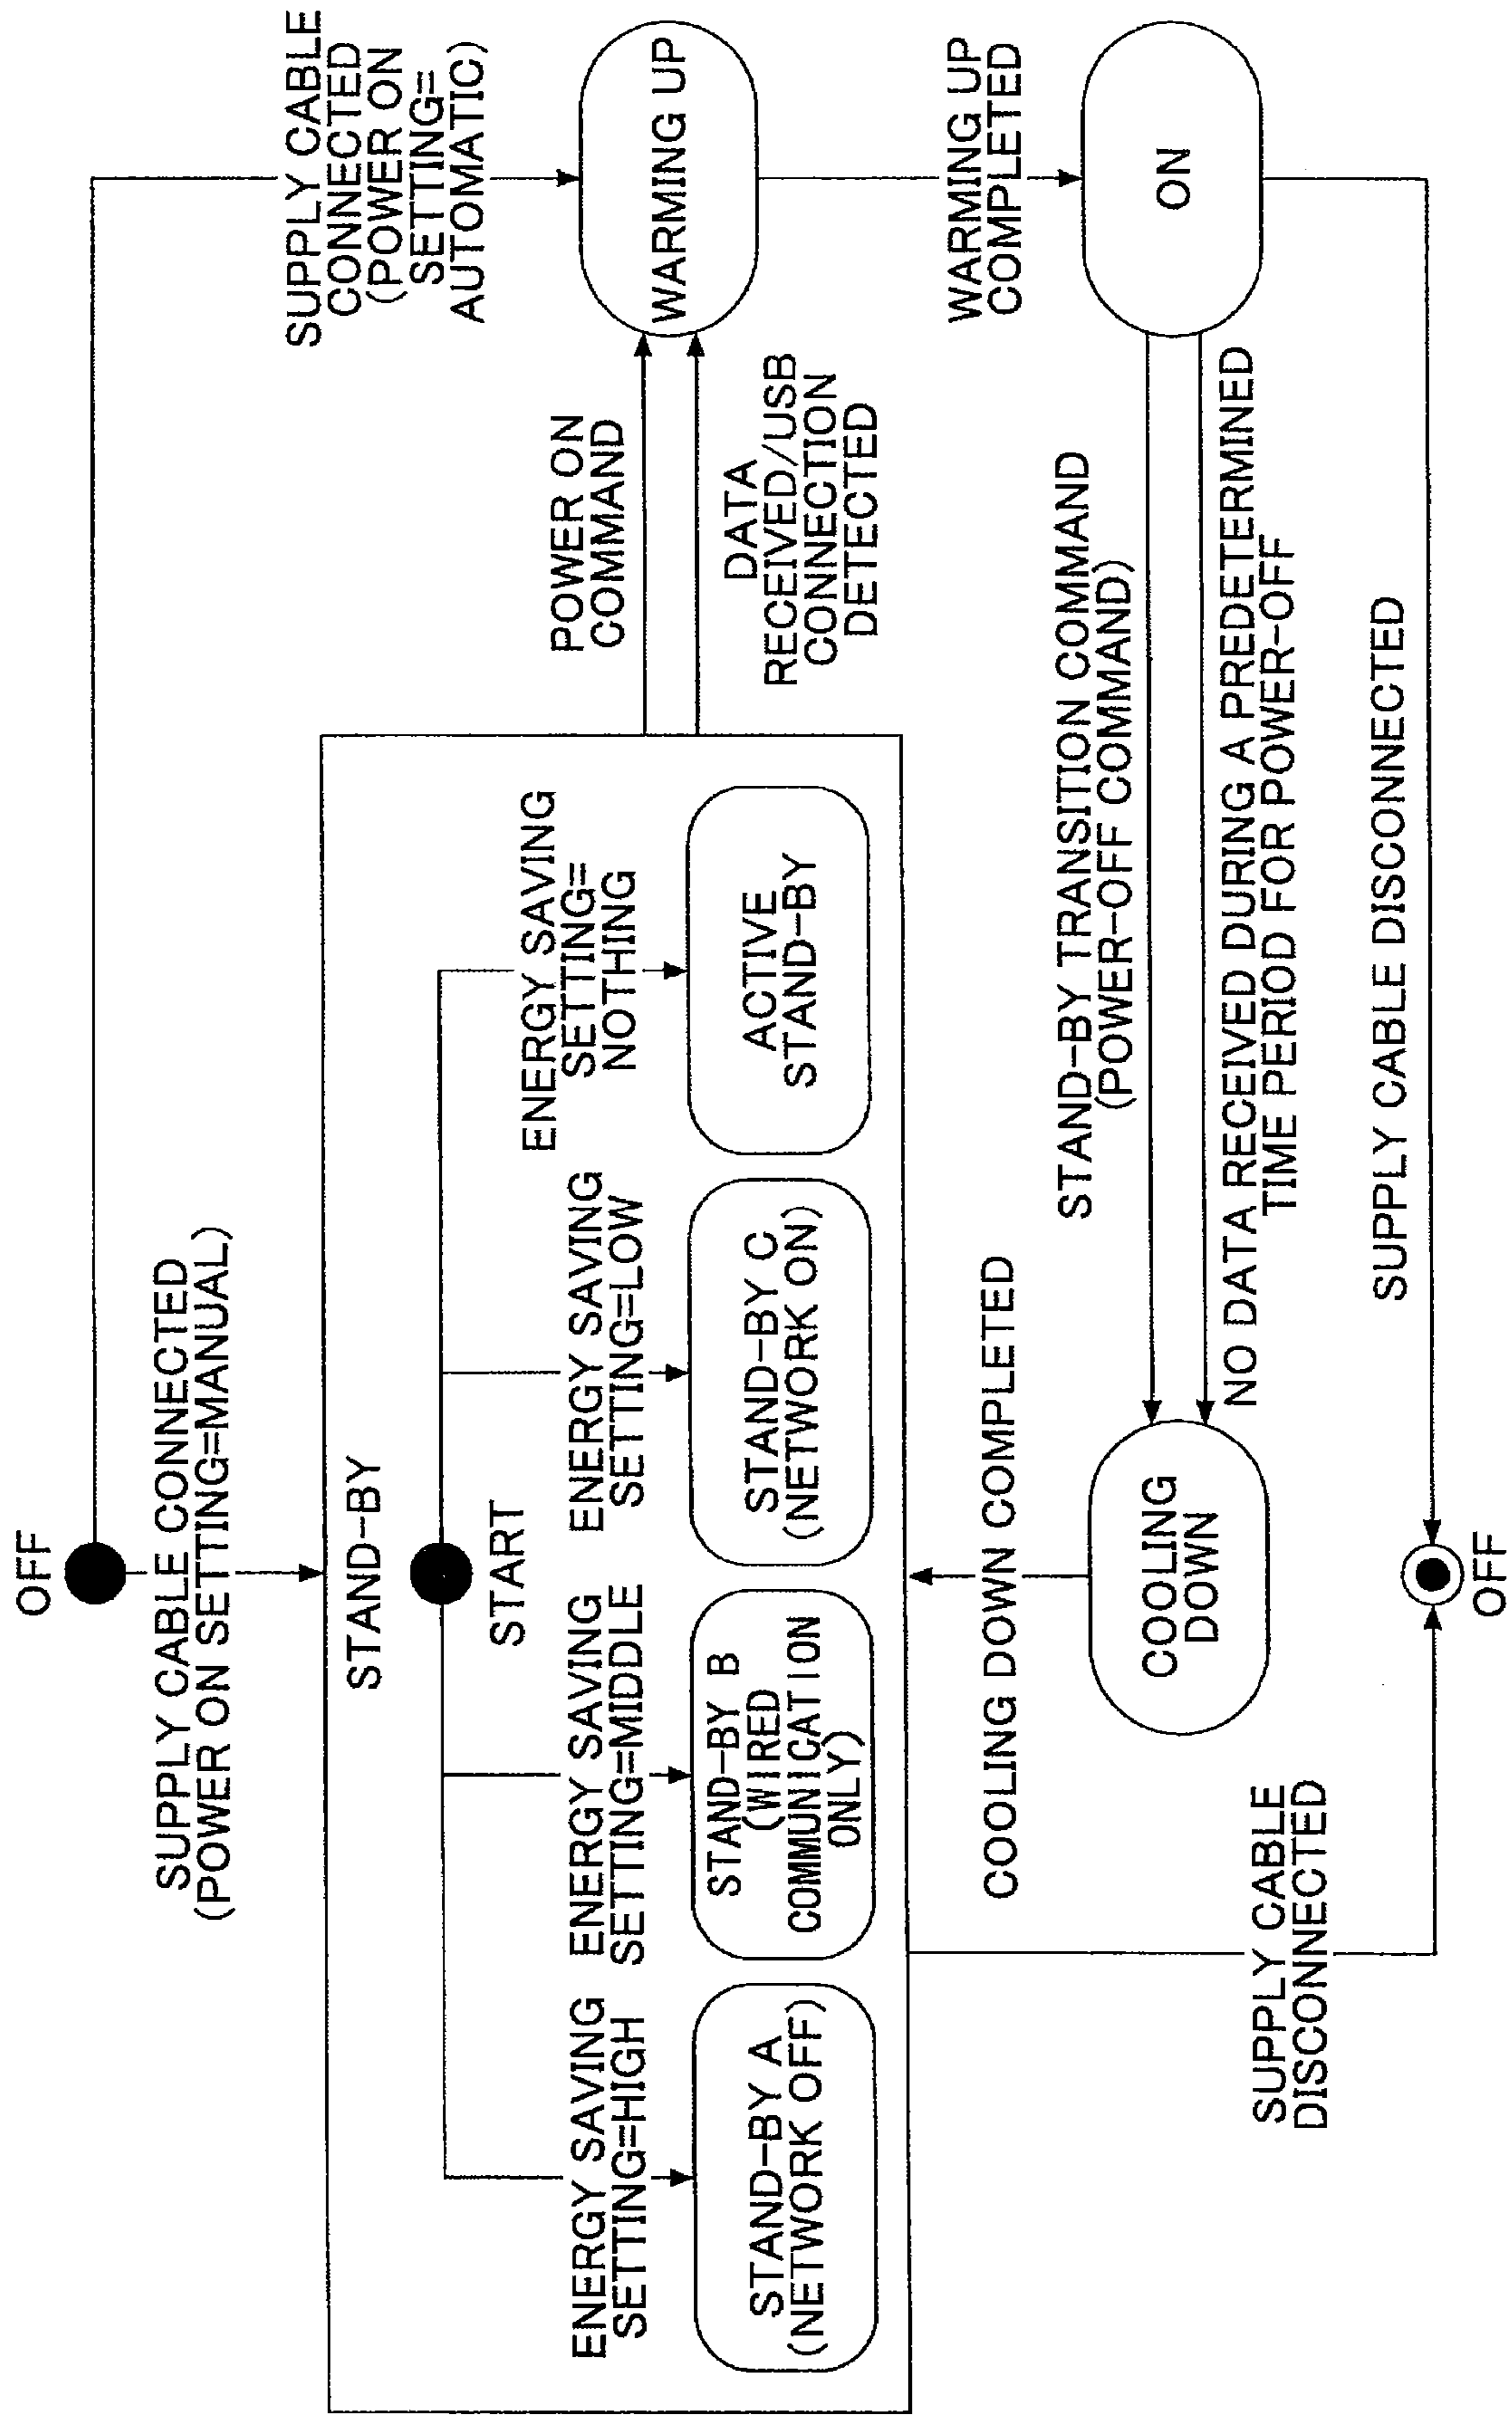 OFF
SUPPLY CABLE CONNECTED
(POWER ON SETTING=MANUAL)
SUPPLY CABLE
CONNECTED
(POWER ON
SETTING=
AUTOMATIC)
STAND-BY
START
ENERGY SAVING
SETTING=HIGH
ENERGY SAVING
SETTING=MIDDLE
ENERGY SAVING
SETTING=LOW
ENERGY SAVING
SETTING=
NOTHING
STAND-BY A
(NETWORK OFF)
STAND-BY B
(WIRED
COMMUNICATION
ONLY)
STAND-BY C
(NETWORK ON)
ACTIVE
STAND-BY
POWER ON
COMMAND
DATA
RECEIVED/USB
CONNECTION
DETECTED
WARMING UP
WARMING UP
COMPLETED
COOLING DOWN COMPLETED
STAND-BY TRANSITION COMMAND
(POWER-OFF COMMAND)
ON
COOLING
DOWN
NO DATA RECEIVED DURING A PREDETERMINED
TIME PERIOD FOR POWER-OFF
SUPPLY CABLE
DISCONNECTED
SUPPLY CABLE DISCONNECTED
OFF